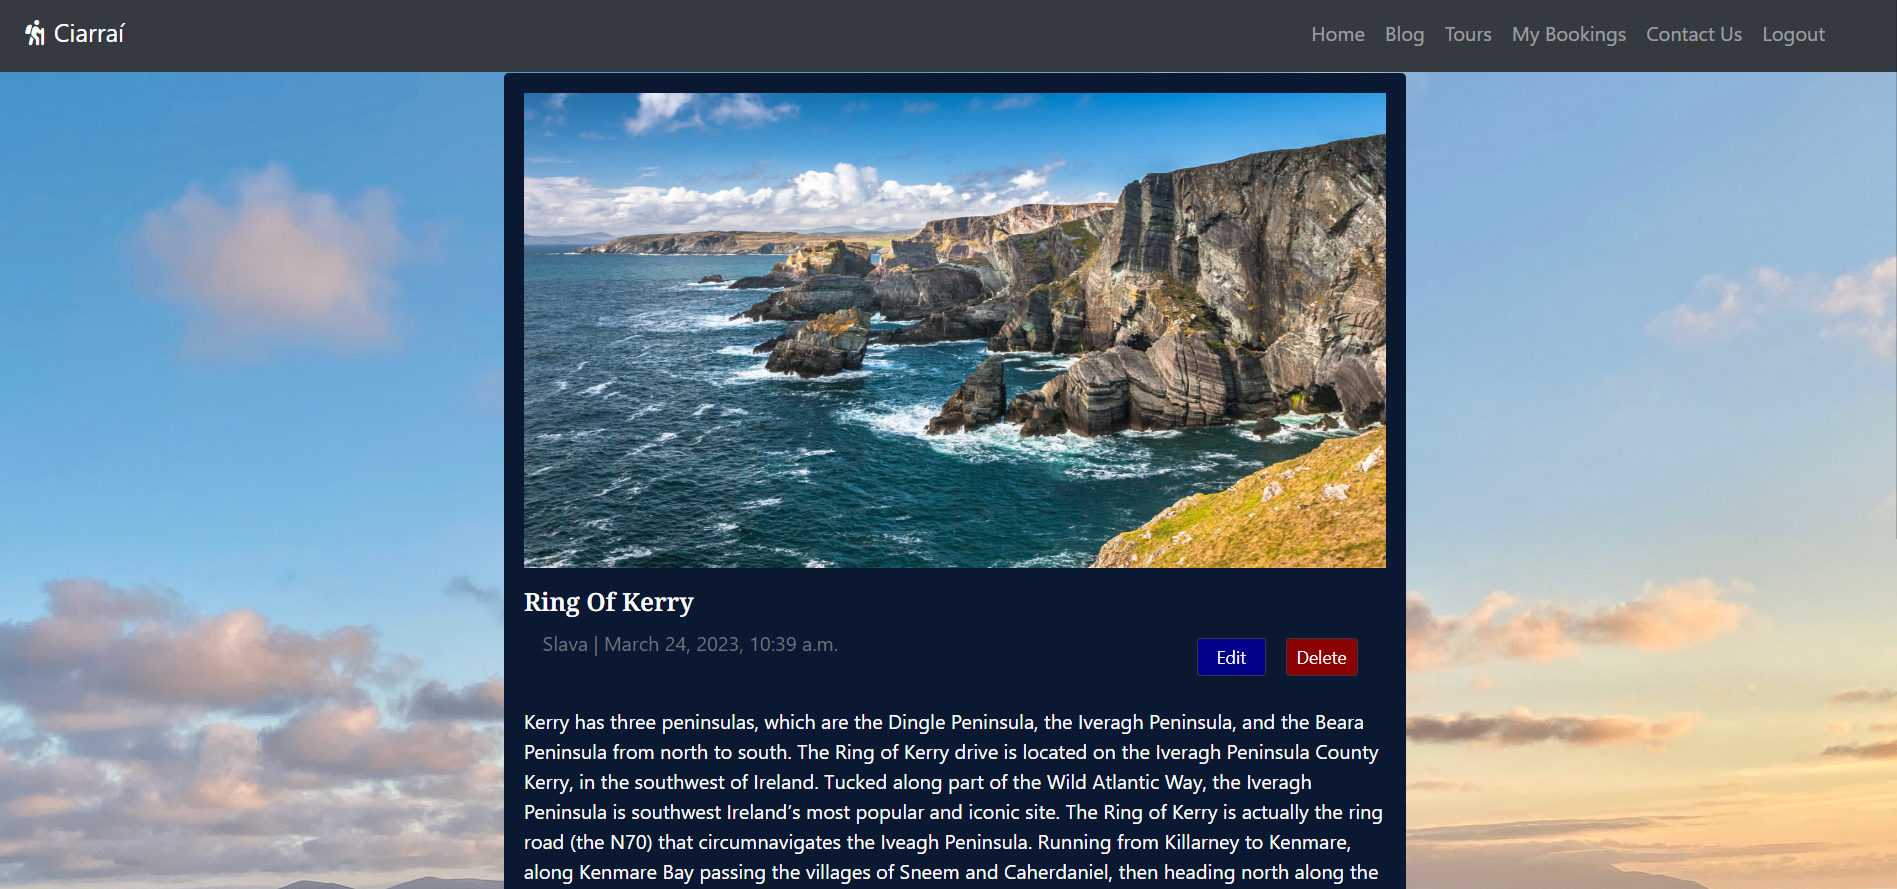 Ciarraí
Home Blog Tours My Bookings Contact Us Logout
Ring Of Kerry
Slava | March 24, 2023, 10:39 a.m.
Edit Delete
Kerry has three peninsulas, which are the Dingle Peninsula, the Iveragh Peninsula, and the Beara
Peninsula from north to south. The Ring of Kerry drive is located on the Iveragh Peninsula County
Kerry, in the southwest of Ireland. Tucked along part of the Wild Atlantic Way, the Iveragh
Peninsula is southwest Ireland’s most popular and iconic site. The Ring of Kerry is actually the ring
road (the N70) that circumnavigates the Iveagh Peninsula. Running from Killarney to Kenmare,
along Kenmare Bay passing the villages of Sneem and Caherdaniel, then heading north along the